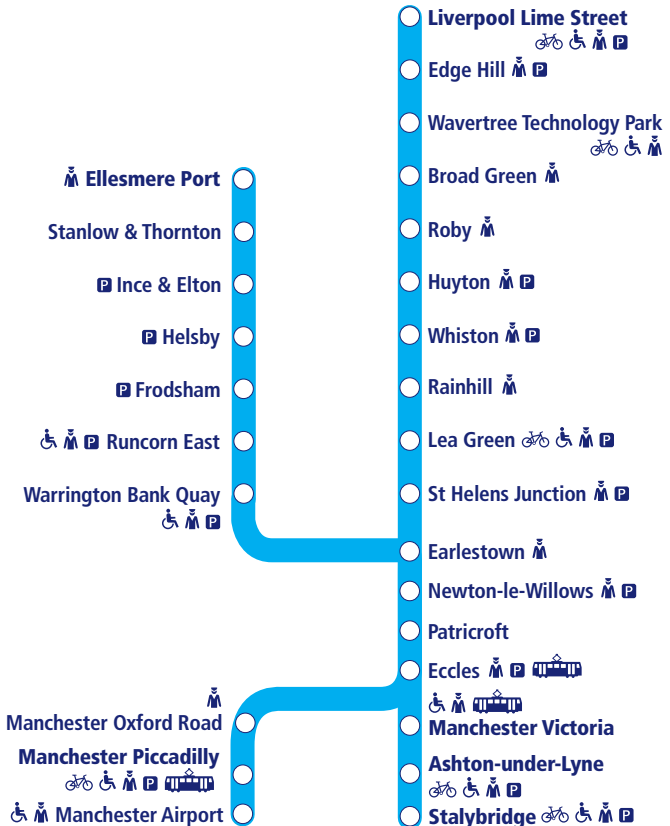 Liverpool Lime Street
P
Edge Hill P
Wavertree Technology Park
Broad Green
Roby
Huyton P
Whiston P
Rainhill
Lea Green P
St Helens Junction P
Earlestown
Newton-le-Willows P
Patricroft
Eccles P
Manchester Victoria
Ashton-under-Lyne
P
Stalybridge P
Ellesmere Port
Stanlow & Thornton
P Ince & Elton
P Helsby
P Frodsham
P Runcorn East
Warrington Bank Quay
P
Manchester Oxford Road
Manchester Piccadilly
P
Manchester Airport